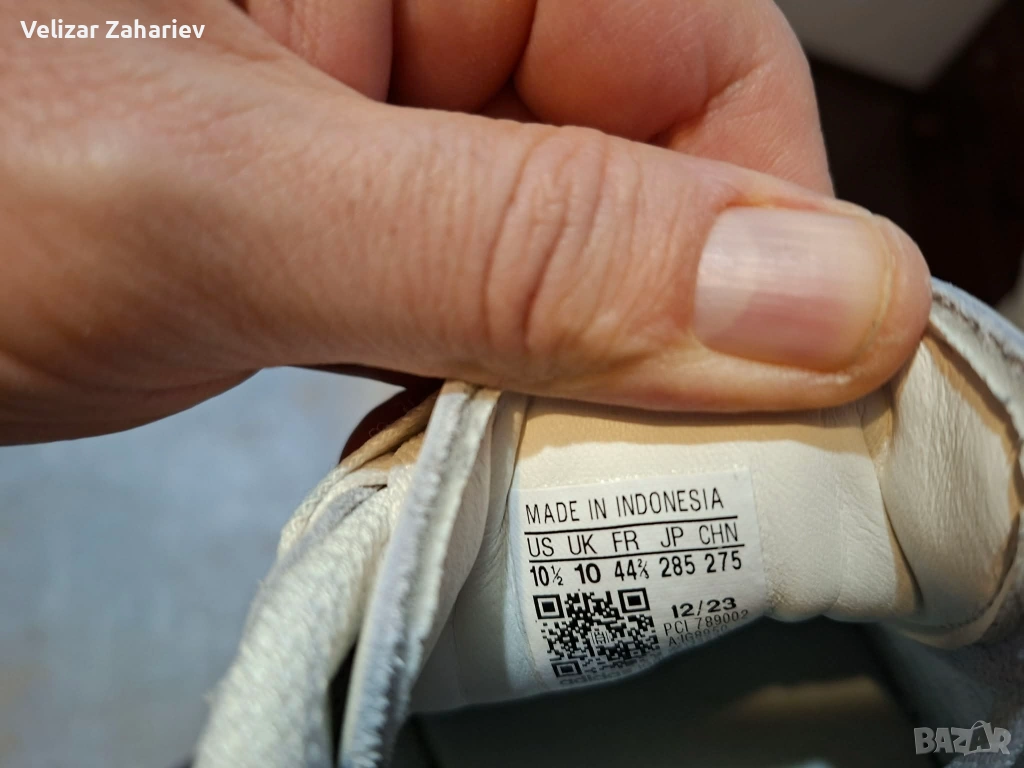 Velizar Zahariev
MADE IN INDONESIA
US UK FR JP CHN
10½ 10 44⅔ 285 275
12/23
PCI 789002
adidas
BAZAR